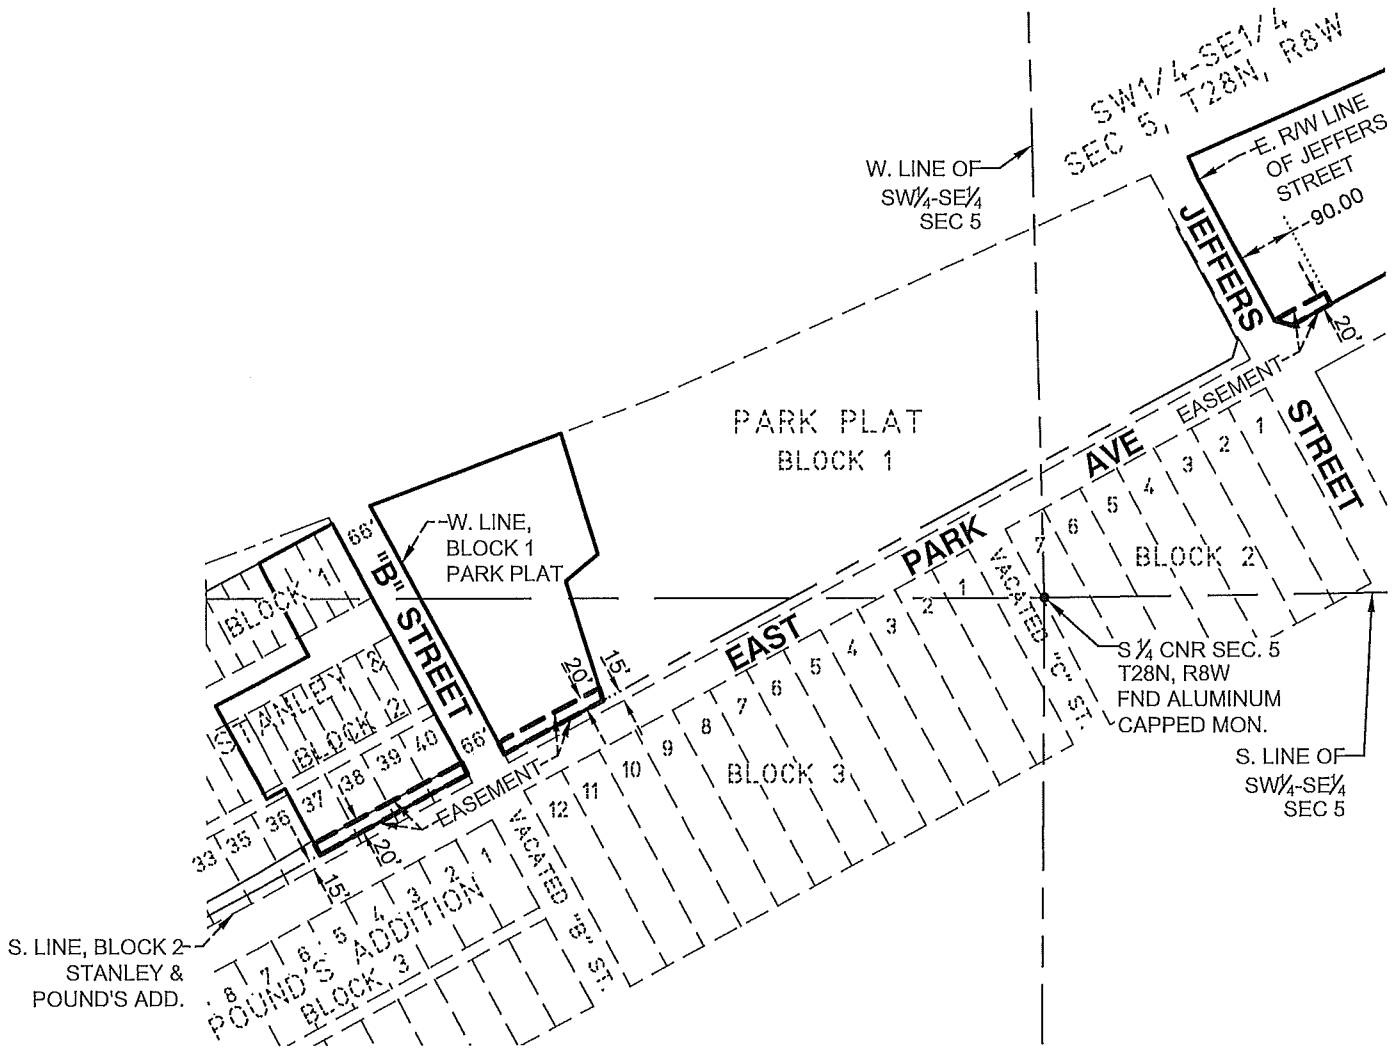 SW1/4-SE1/4
SEC 5, T28N, R8W
W. LINE OF
SW¼-SE¼
SEC 5
E. R/W LINE
OF JEFFERS
STREET
90.00
JEFFERS
STREET
20'
EASEMENT
PARK PLAT
BLOCK 1
EAST PARK AVE
W. LINE,
BLOCK 1
PARK PLAT
66'
"B" STREET
66'
BLOCK 1
STANLEY
BLOCK 2
33 35 36 37 38 39 40
20'
15'
EASEMENT
20'
15'
1 2 3 4 5 6 7
BLOCK 2
VACATED "C" ST.
S ¼ CNR SEC. 5
T28N, R8W
FND ALUMINUM
CAPPED MON.
S. LINE OF
SW¼-SE¼
SEC 5
1 2 3 4 5 6 7 8 9 10 11 12
BLOCK 3
VACATED "B" ST.
1 2 3 4 5 6 7 8
POUND'S ADDITION
BLOCK 3
S. LINE, BLOCK 2
STANLEY &
POUND'S ADD.